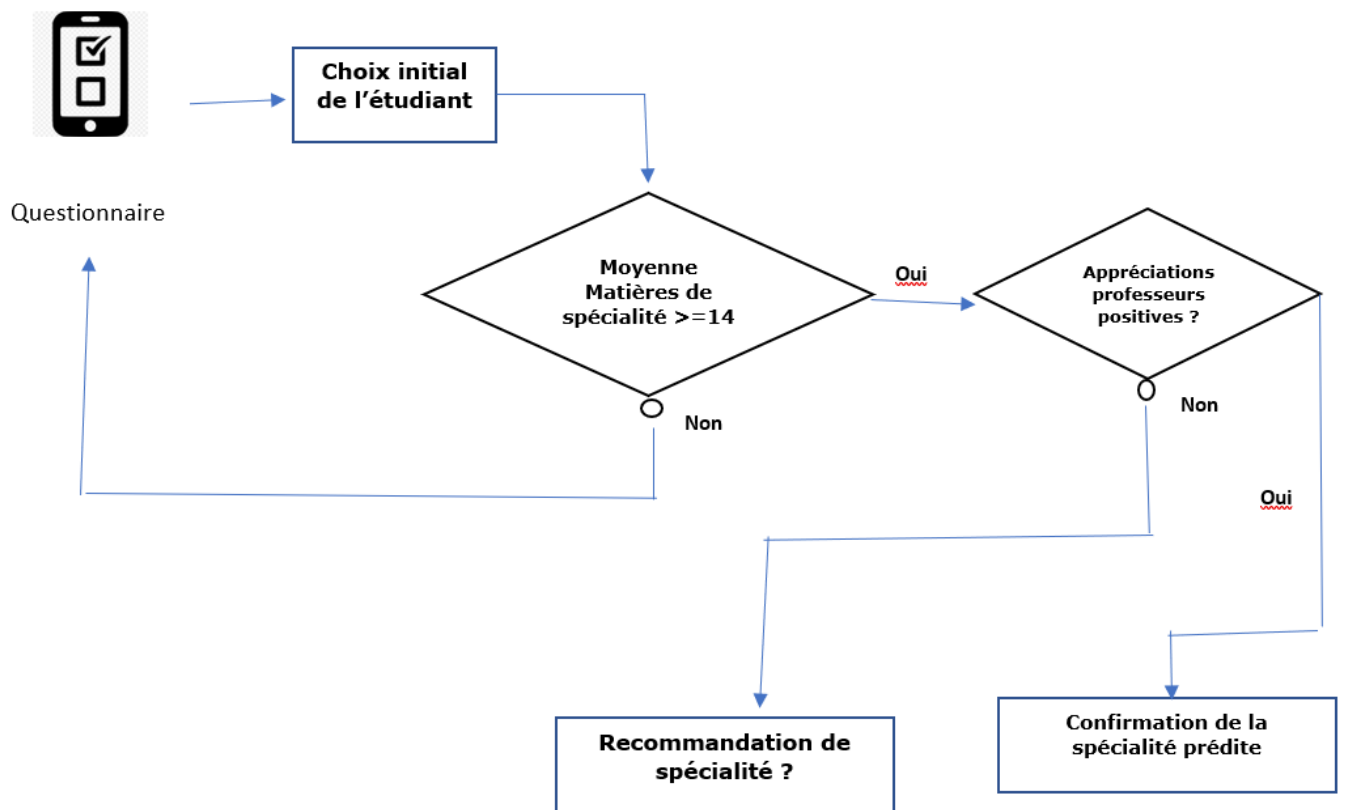 Choix initial
de l’étudiant
Questionnaire
Moyenne
Matières de
spécialité >=14
Oui
Appréciations
professeurs
positives ?
Non
Non
Oui
Recommandation de
spécialité ?
Confirmation de la
spécialité prédite